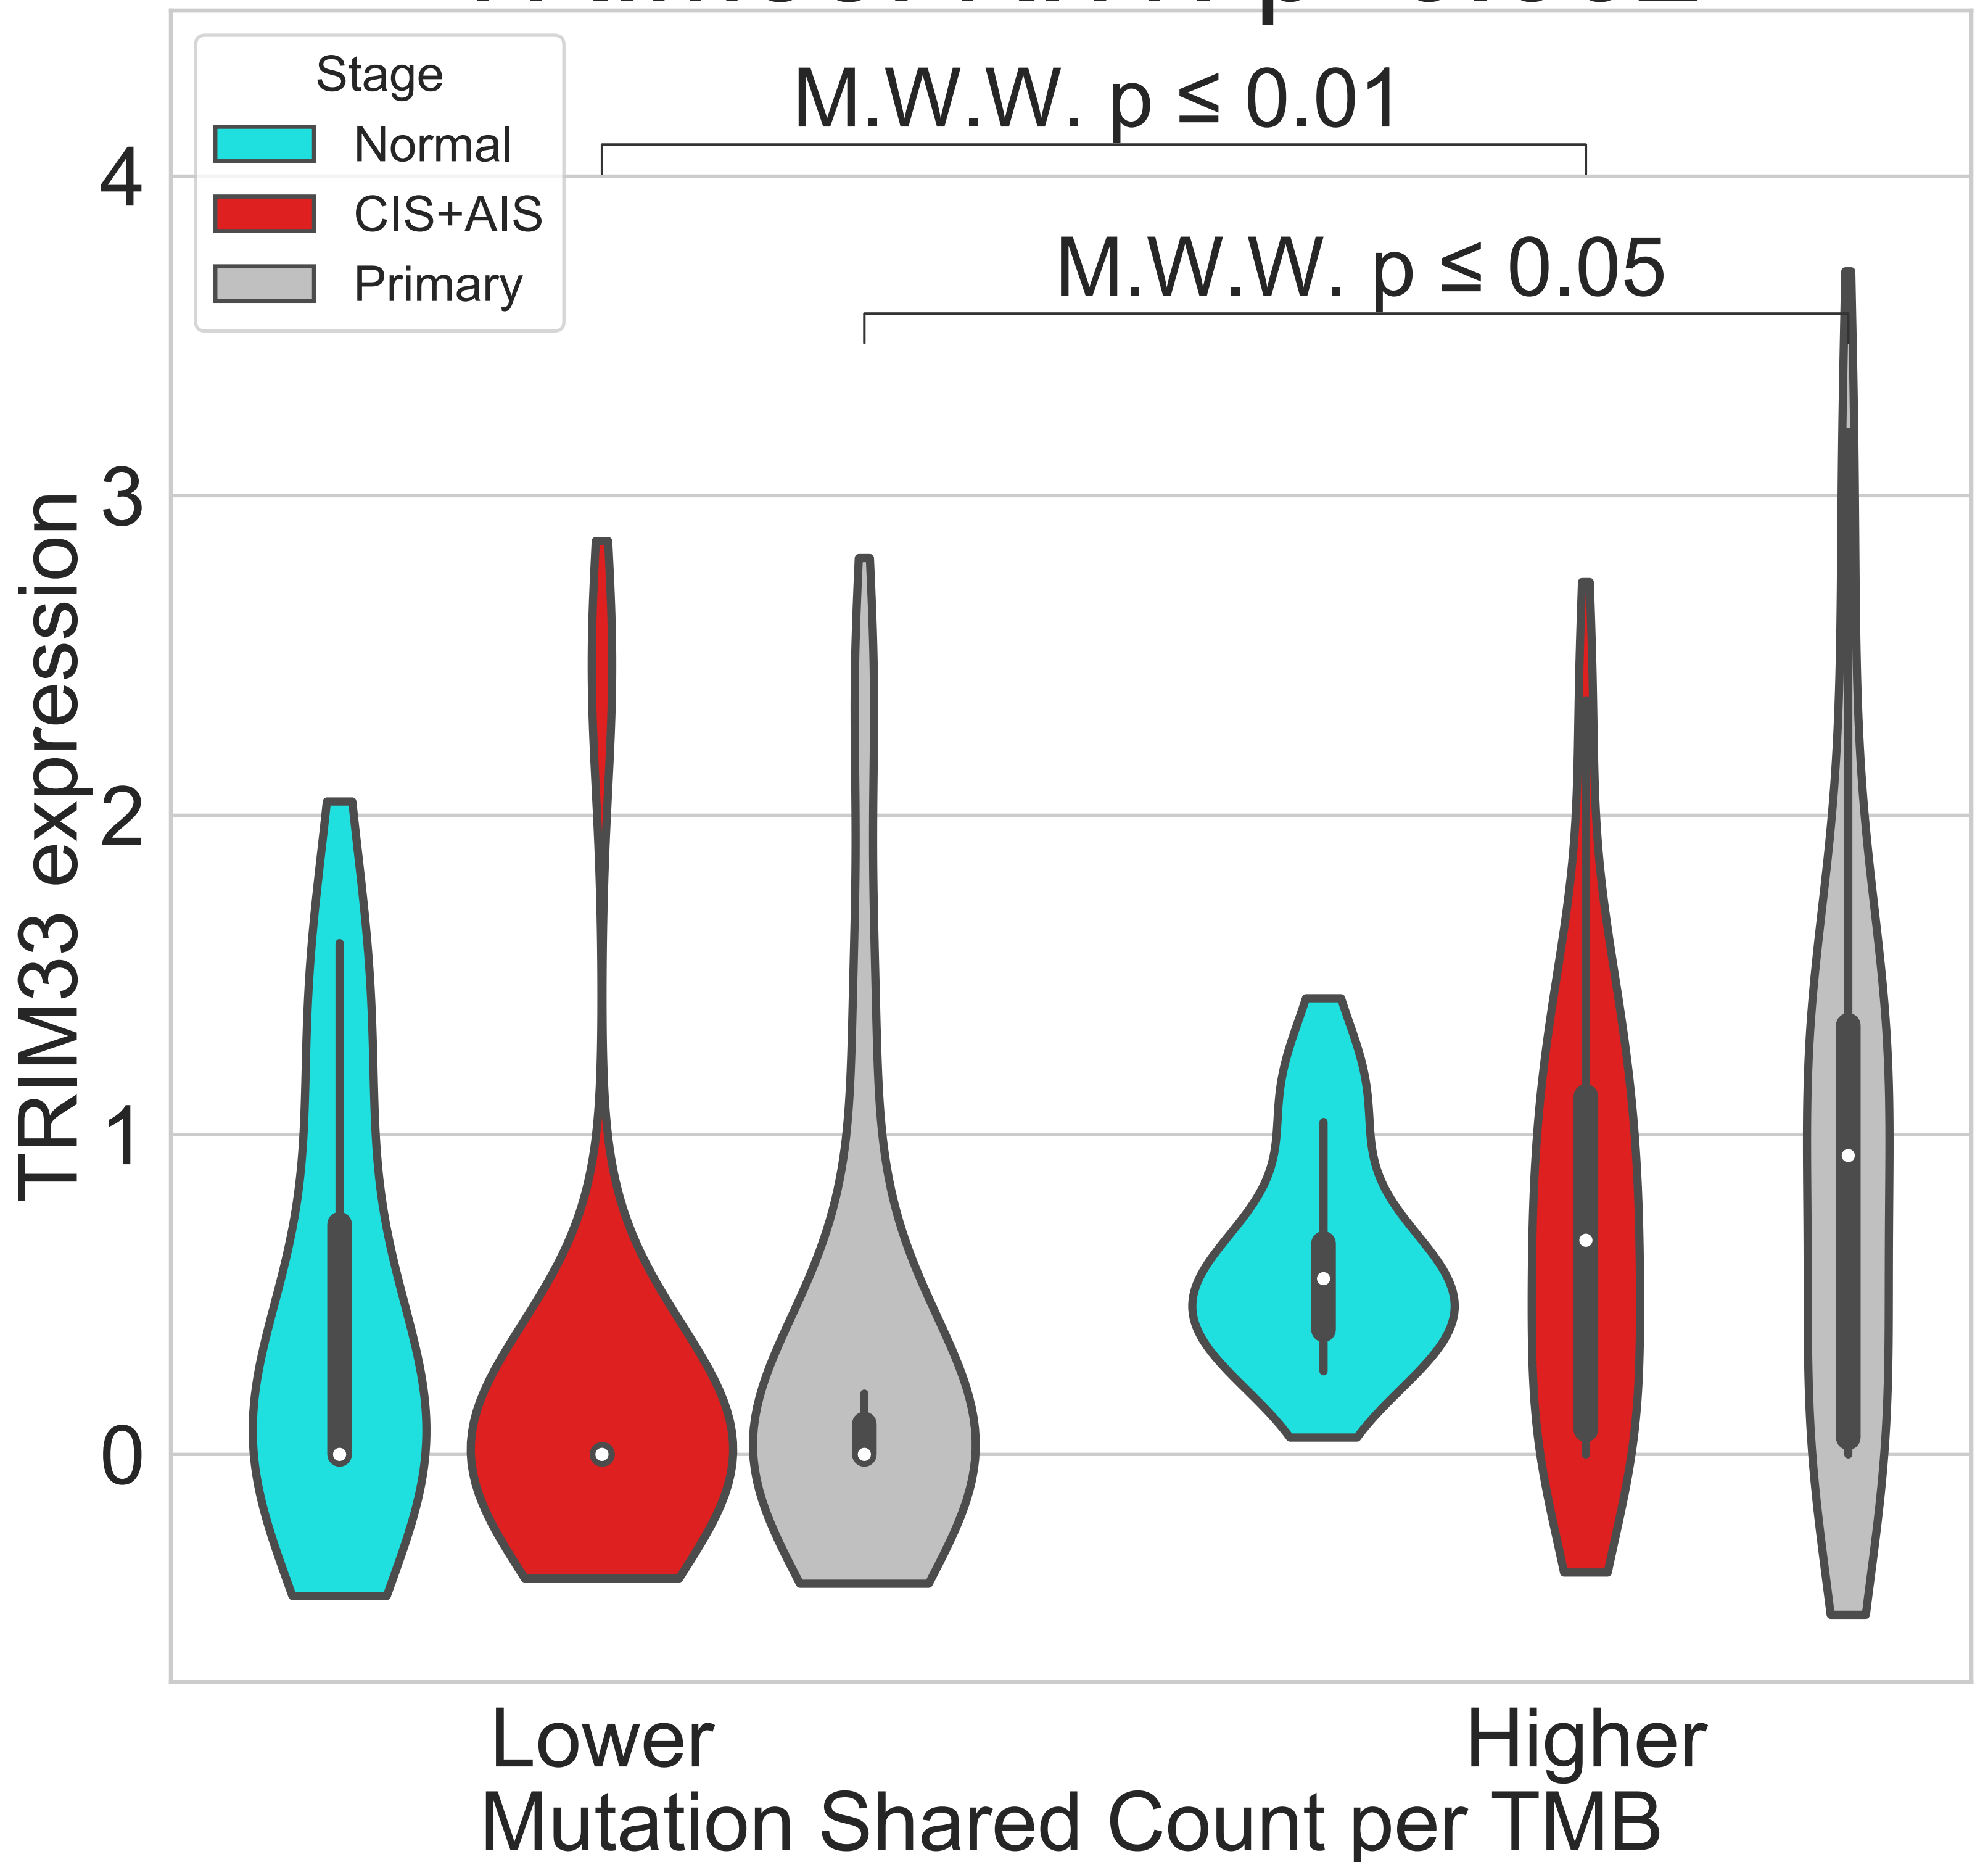 M.W.W. p ≤ 0.01
M.W.W. p ≤ 0.05
Stage
Normal
CIS+AIS
Primary
4
3
2
1
0
TRIM33 expression
Lower
Higher
Mutation Shared Count per TMB